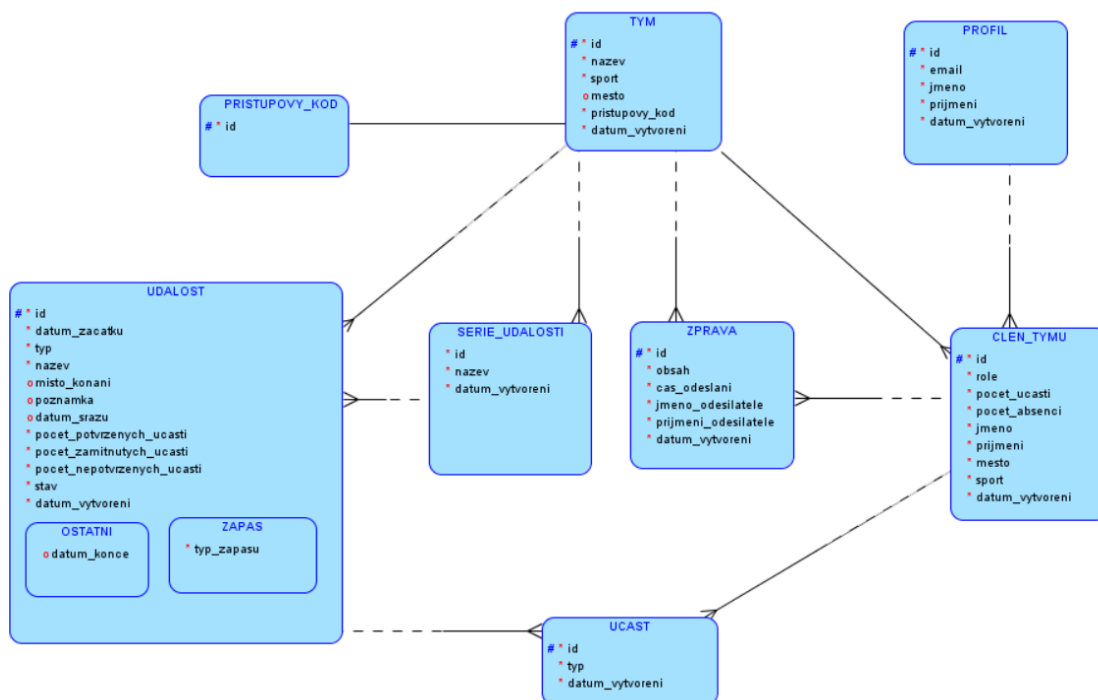 TYM
# * id
* nazev
* sport
o mesto
* pristupovy_kod
* datum_vytvoreni
PROFIL
# * id
* email
* jmeno
* prijmeni
* datum_vytvoreni
PRISTUPOVY_KOD
# * id
UDALOST
# * id
* datum_zacatku
* typ
* nazev
o misto_konani
o poznamka
o datum_srazu
* pocet_potvrzenych_ucasti
* pocet_zamitnutych_ucasti
* pocet_nepotvrzenych_ucasti
* stav
* datum_vytvoreni
OSTATNI
o datum_konce
ZAPAS
* typ_zapasu
SERIE_UDALOSTI
* id
* nazev
* datum_vytvoreni
ZPRAVA
# * id
* obsah
* cas_odeslani
* jmeno_odesilatele
* prijmeni_odesilatele
* datum_vytvoreni
CLEN_TYMU
# * id
* role
* pocet_ucasti
* pocet_absenci
* jmeno
* prijmeni
* mesto
* sport
* datum_vytvoreni
UCAST
# * id
* typ
* datum_vytvoreni